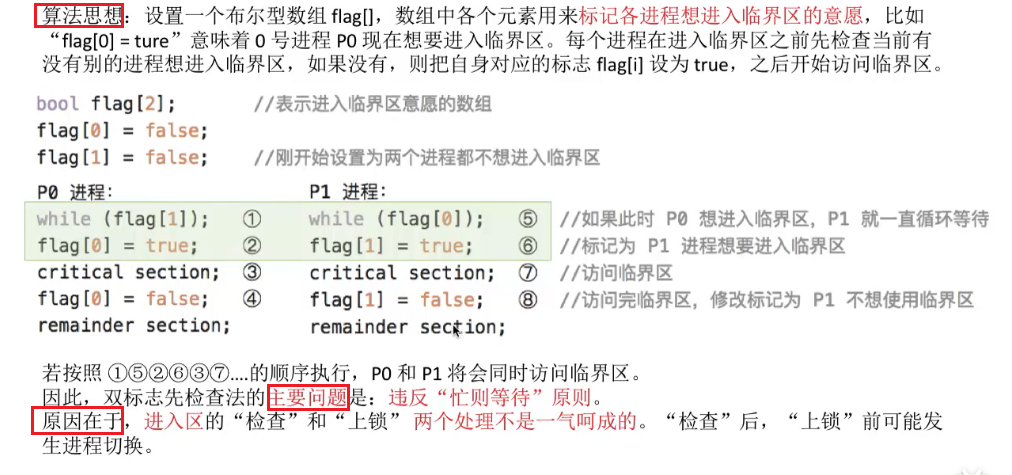 算法思想：设置一个布尔型数组 flag[]，数组中各个元素用来标记各进程想进入临界区的意愿，比如
“flag[0] = ture”意味着 0 号进程 P0 现在想要进入临界区。每个进程在进入临界区之前先检查当前有
没有别的进程想进入临界区，如果没有，则把自身对应的标志 flag[i] 设为 true，之后开始访问临界区。
bool flag[2]; //表示进入临界区意愿的数组
flag[0] = false;
flag[1] = false; //刚开始设置为两个进程都不想进入临界区
P0 进程: P1 进程:
while (flag[1]); ① while (flag[0]); ⑤ //如果此时 P0 想进入临界区，P1 就一直循环等待
flag[0] = true; ② flag[1] = true; ⑥ //标记为 P1 进程想要进入临界区
critical section; ③ critical section; ⑦ //访问临界区
flag[0] = false; ④ flag[1] = false; ⑧ //访问完临界区，修改标记为 P1 不想使用临界区
remainder section; remainder section;
若按照 ①⑤②⑥③⑦....的顺序执行，P0 和 P1 将会同时访问临界区。
因此，双标志先检查法的主要问题是：违反“忙则等待”原则。
原因在于，进入区的“检查”和“上锁” 两个处理不是一气呵成的。“检查”后，“上锁”前可能发
生进程切换。